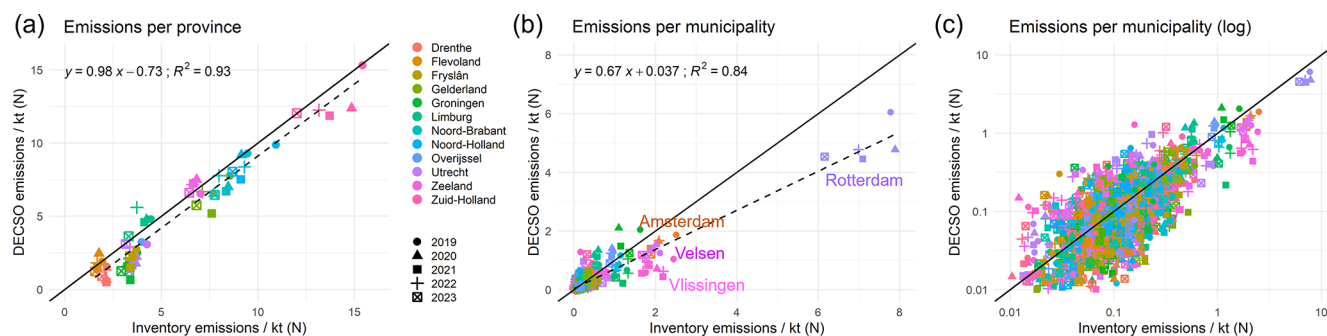 (a) Emissions per province
y = 0.98 x − 0.73 ; R² = 0.93
DECSO emissions / kt (N)
15
10
5
0
0 5 10 15
Inventory emissions / kt (N)
Drenthe
Flevoland
Fryslân
Gelderland
Groningen
Limburg
Noord-Brabant
Noord-Holland
Overijssel
Utrecht
Zeeland
Zuid-Holland
2019
2020
2021
2022
2023
(b) Emissions per municipality
y = 0.67 x + 0.037 ; R² = 0.84
DECSO emissions / kt (N)
8
6
4
2
0
Rotterdam
Amsterdam
Velsen
Vlissingen
0 2 4 6 8
Inventory emissions / kt (N)
(c) Emissions per municipality (log)
DECSO emissions / kt (N)
10
1
0.1
0.01
0.01 0.1 1 10
Inventory emissions / kt (N)